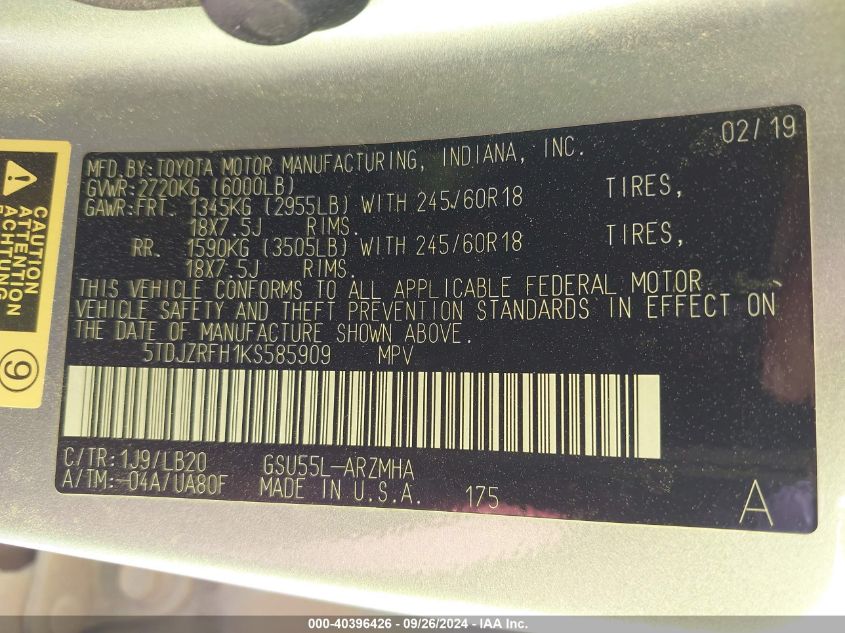 02/19
MFD.BY:TOYOTA MOTOR MANUFACTURING, INDIANA, INC.
GVWR:2720KG (6000LB)
GAWR:FRT. 1345KG (2955LB) WITH 245/60R18 TIRES,
18X7.5J RIMS.
RR. 1590KG (3505LB) WITH 245/60R18 TIRES,
18X7.5J RIMS.
THIS VEHICLE CONFORMS TO ALL APPLICABLE FEDERAL MOTOR
VEHICLE SAFETY AND THEFT PREVENTION STANDARDS IN EFFECT ON
THE DATE OF MANUFACTURE SHOWN ABOVE.
5TDJZRFH1KS585909 MPV
C/TR:1J9/LB20 GSU55L-ARZMHA
A/TM:-04A/UA80F MADE IN U.S.A. 175 A
CAUTION
ATTENTION
ACHTUNG
9
000-40396426 - 09/26/2024 - IAA Inc.